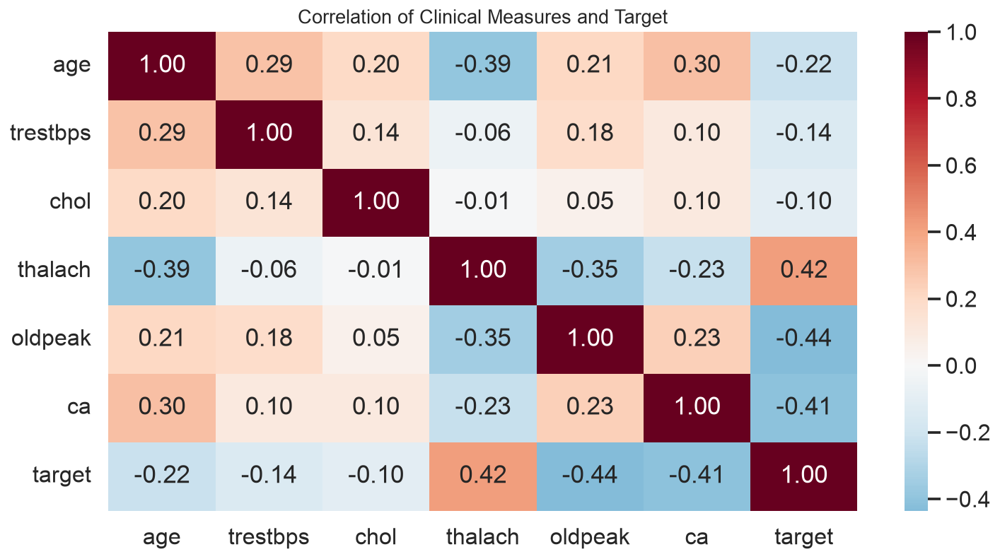 Correlation of Clinical Measures and Target
age 1.00 0.29 0.20 -0.39 0.21 0.30 -0.22
trestbps 0.29 1.00 0.14 -0.06 0.18 0.10 -0.14
chol 0.20 0.14 1.00 -0.01 0.05 0.10 -0.10
thalach -0.39 -0.06 -0.01 1.00 -0.35 -0.23 0.42
oldpeak 0.21 0.18 0.05 -0.35 1.00 0.23 -0.44
ca 0.30 0.10 0.10 -0.23 0.23 1.00 -0.41
target -0.22 -0.14 -0.10 0.42 -0.44 -0.41 1.00
age trestbps chol thalach oldpeak ca target
1.0
0.8
0.6
0.4
0.2
0.0
−0.2
−0.4